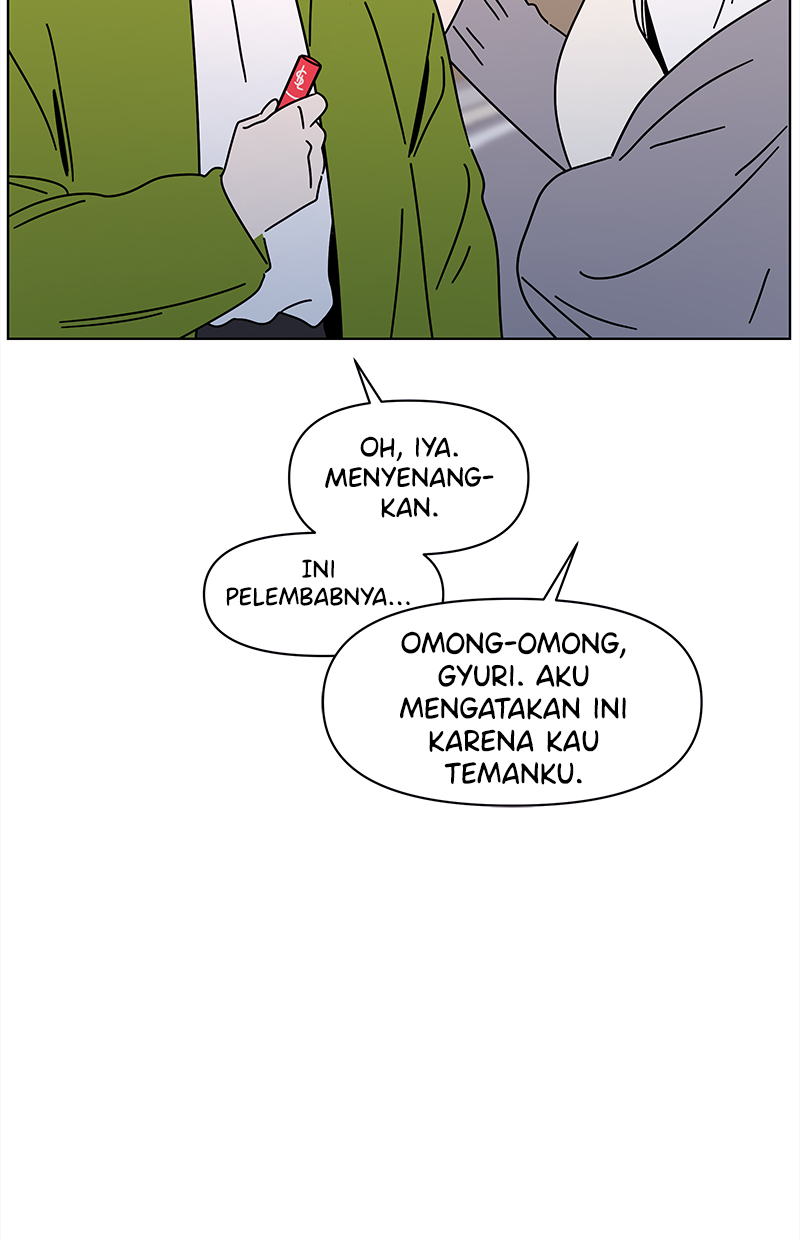 OH, IYA.
MENYENANG-
KAN.
INI
PELEMBABNYA...
OMONG-OMONG,
GYURI. AKU
MENGATAKAN INI
KARENA KAU
TEMANKU.